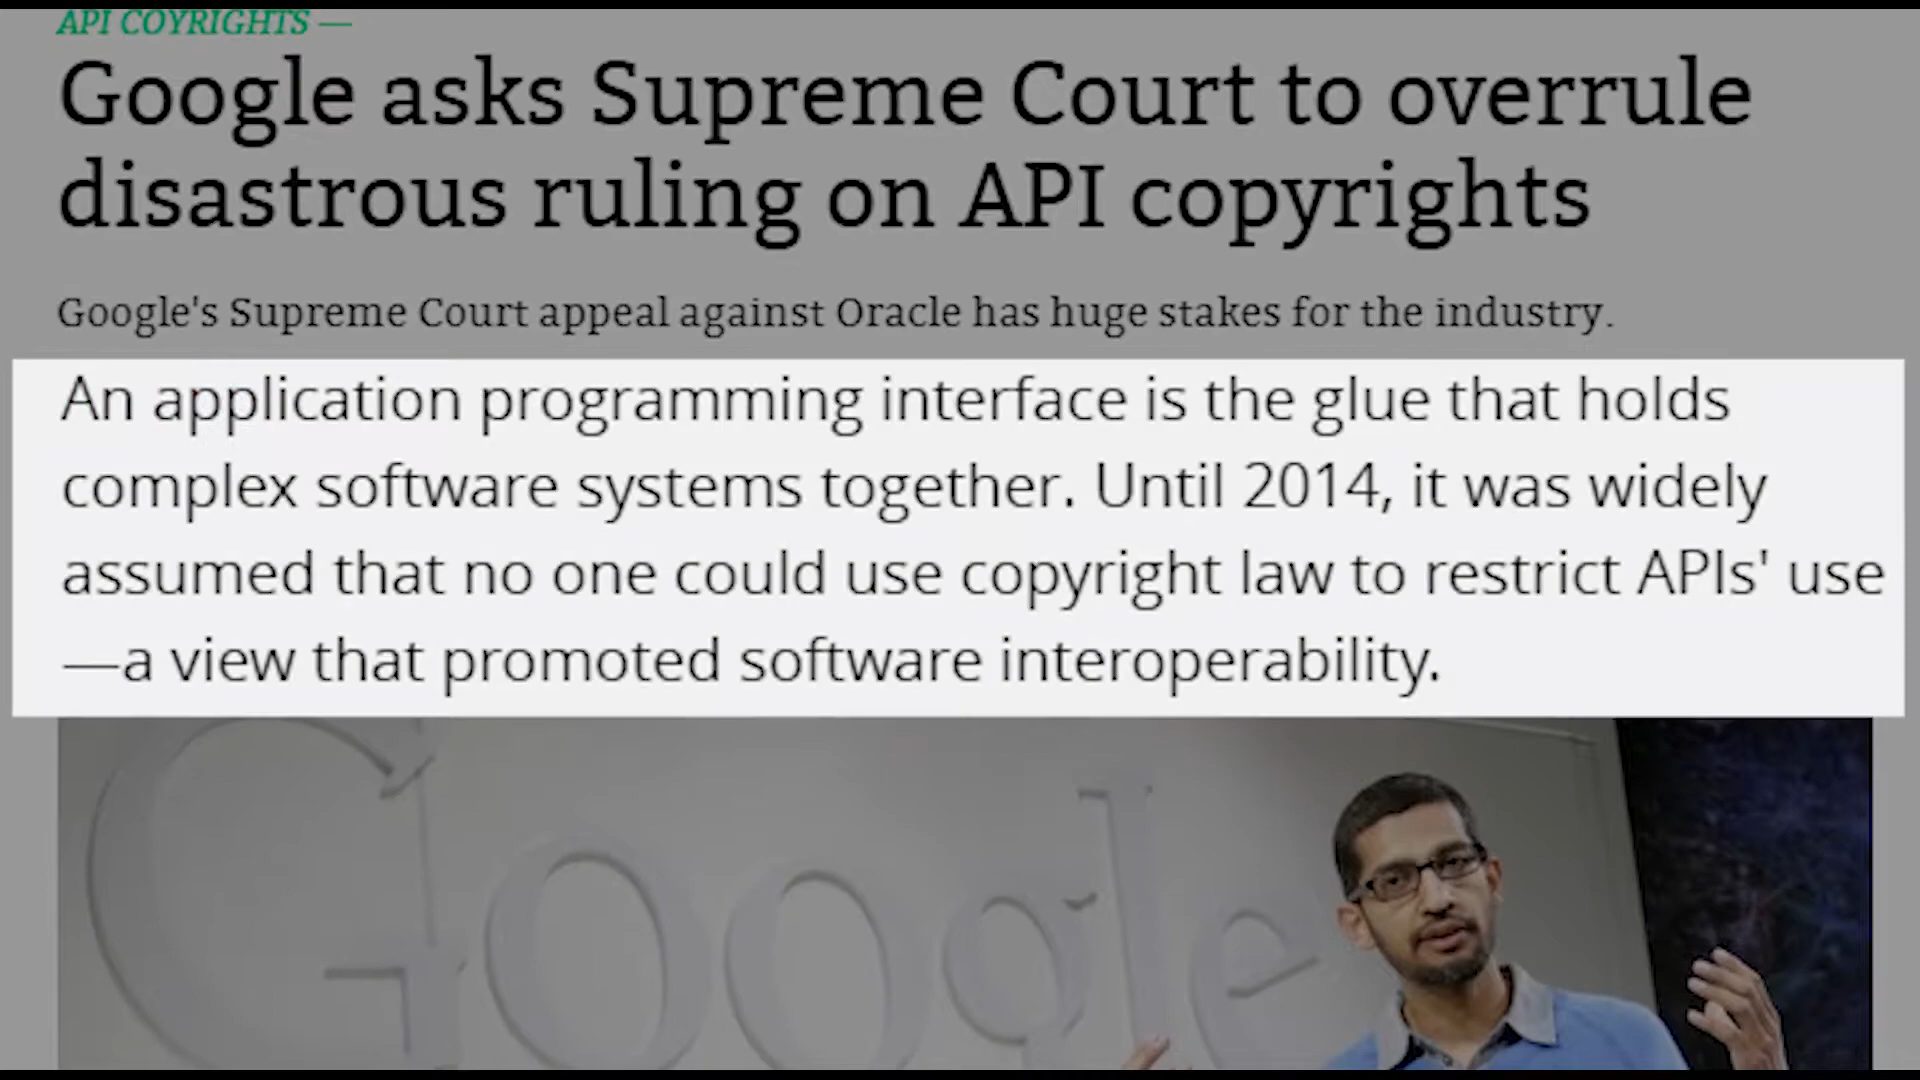 API COYRIGHTS —
Google asks Supreme Court to overrule
disastrous ruling on API copyrights
Google's Supreme Court appeal against Oracle has huge stakes for the industry.
An application programming interface is the glue that holds
complex software systems together. Until 2014, it was widely
assumed that no one could use copyright law to restrict APIs' use
—a view that promoted software interoperability.
Google